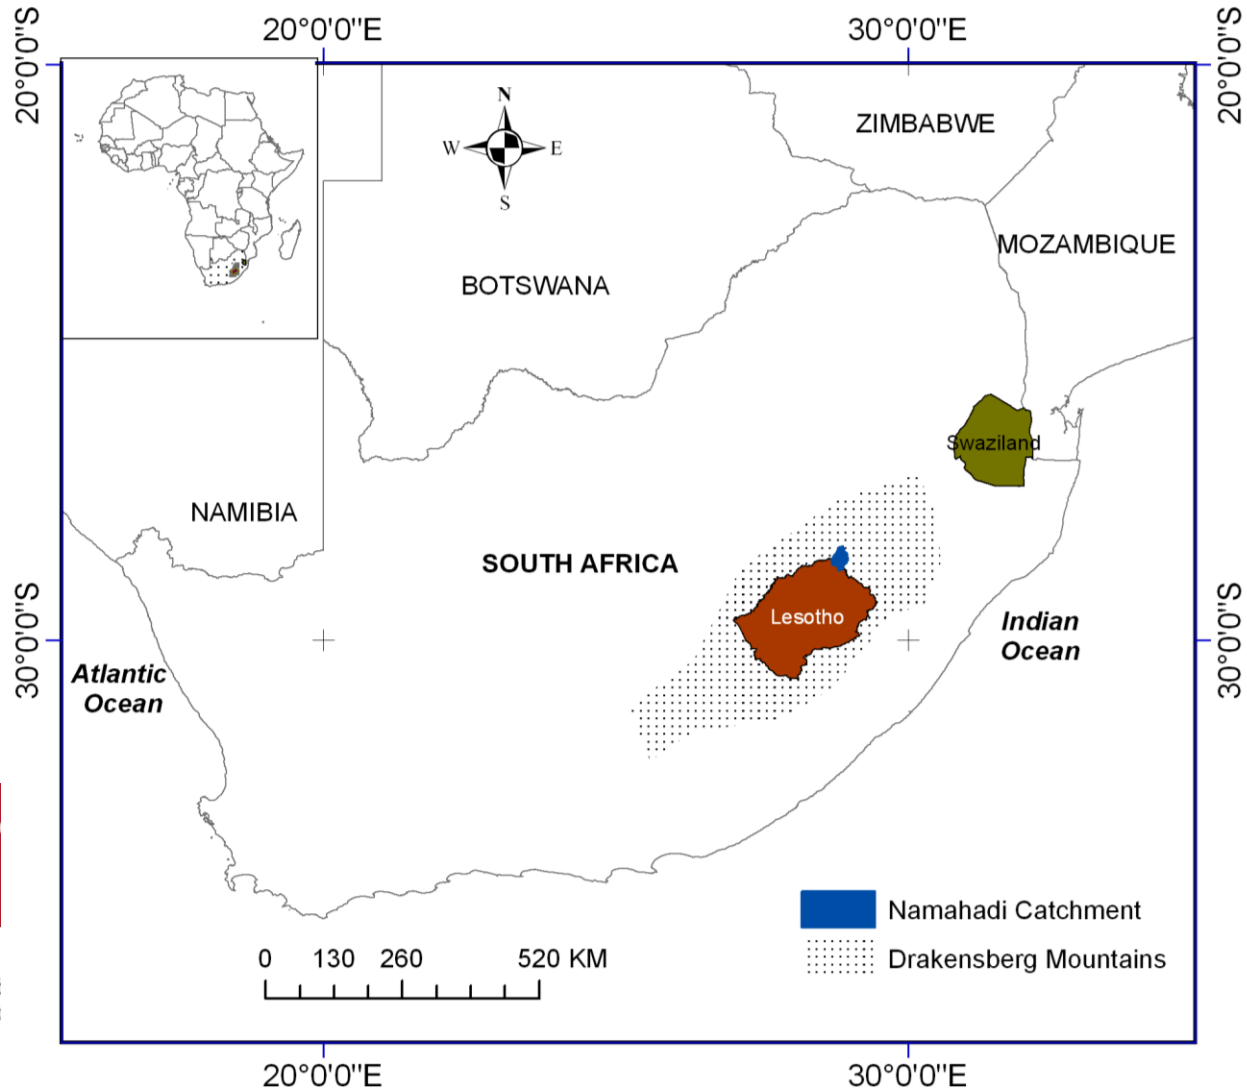 20°0'0"E
30°0'0"E
20°0'0"S
20°0'0"S
N
W
E
S
ZIMBABWE
MOZAMBIQUE
BOTSWANA
Swaziland
NAMIBIA
SOUTH AFRICA
Lesotho
30°0'0"S
30°0'0"S
Indian
Ocean
Atlantic
Ocean
Namahadi Catchment
Drakensberg Mountains
0 130 260 520 KM
20°0'0"E
30°0'0"E